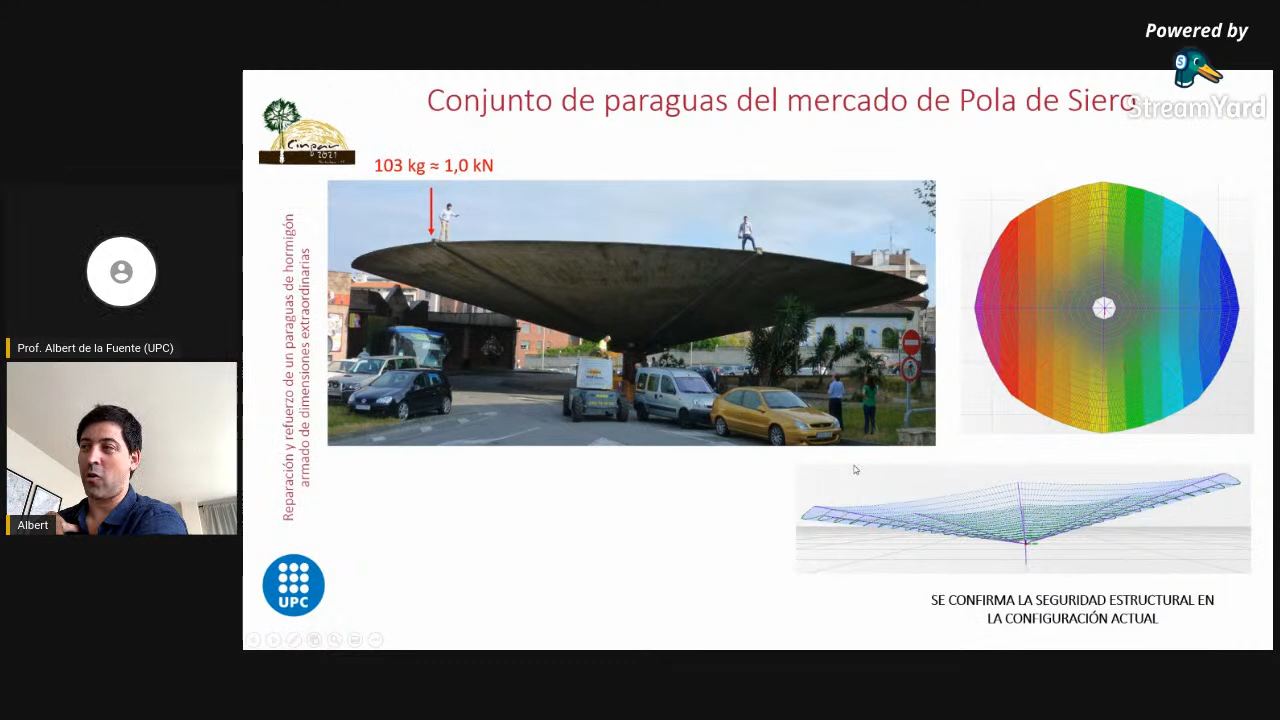 Powered by
StreamYard
Conjunto de paraguas del mercado de Pola de Siero
Cinpar
2021
103 kg ≈ 1,0 kN
Reparación y refuerzo de un paraguas de hormigón
armado de dimensiones extraordinarias
Prof. Albert de la Fuente (UPC)
Albert
UPC
SE CONFIRMA LA SEGURIDAD ESTRUCTURAL EN
LA CONFIGURACIÓN ACTUAL